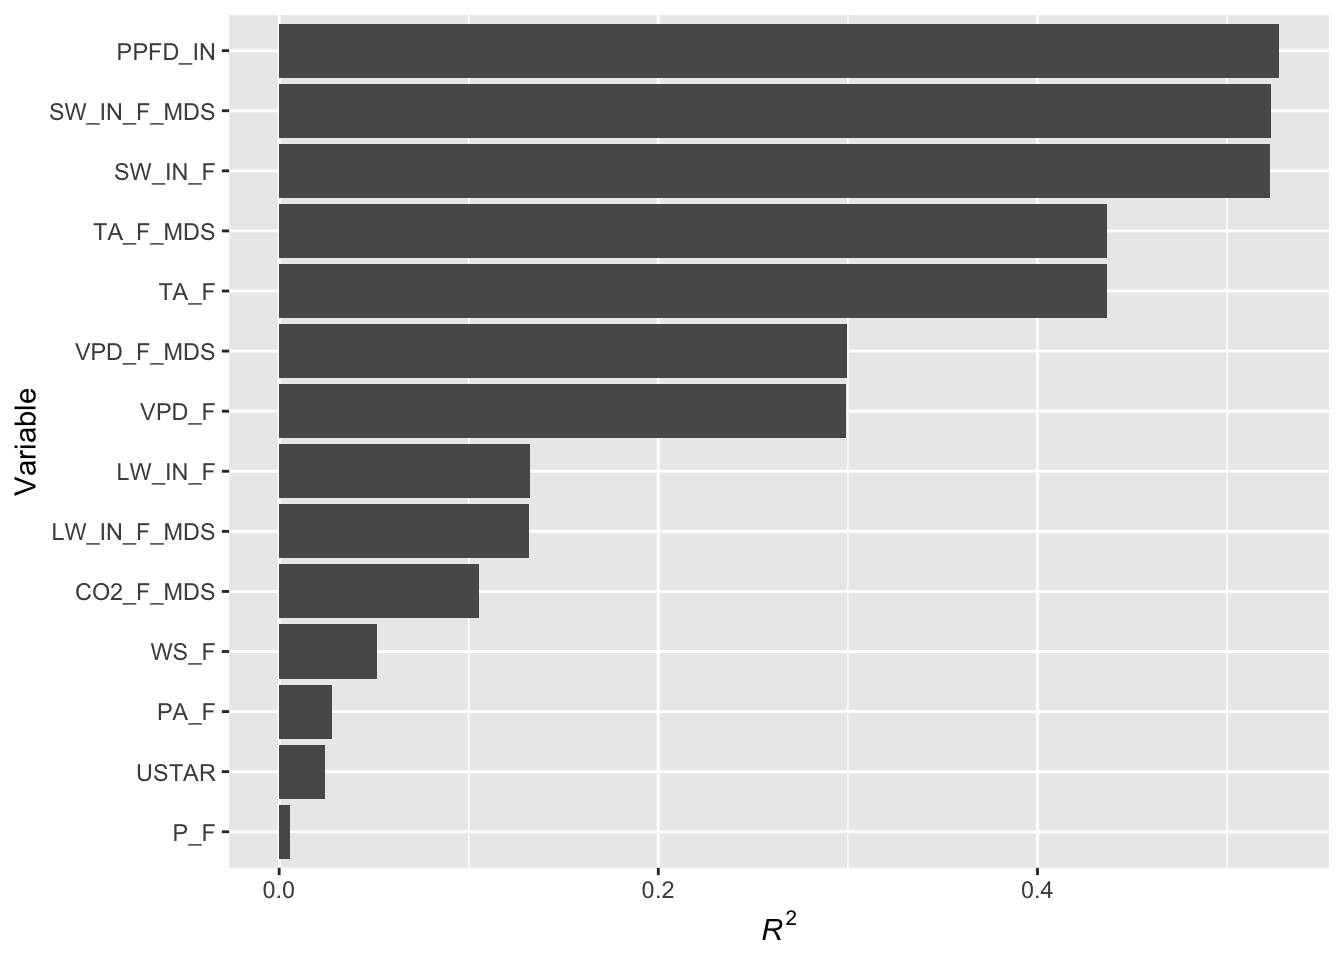 PPFD_IN
SW_IN_F_MDS
SW_IN_F
TA_F_MDS
TA_F
VPD_F_MDS
VPD_F
LW_IN_F
LW_IN_F_MDS
CO2_F_MDS
WS_F
PA_F
USTAR
P_F
Variable
0.0 0.2 0.4
R²